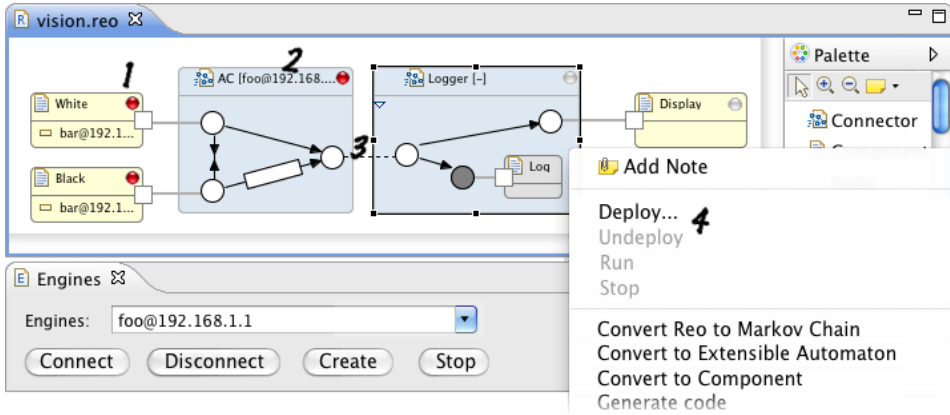 vision.reo
Palette
1
2
3
4
White
bar@192.1...
Black
bar@192.1...
AC [foo@192.168....
Logger [-]
Log
Display
Connector
Add Note
Deploy...
Undeploy
Run
Stop
Convert Reo to Markov Chain
Convert to Extensible Automaton
Convert to Component
Generate code
Engines
Engines:
foo@192.168.1.1
Connect
Disconnect
Create
Stop